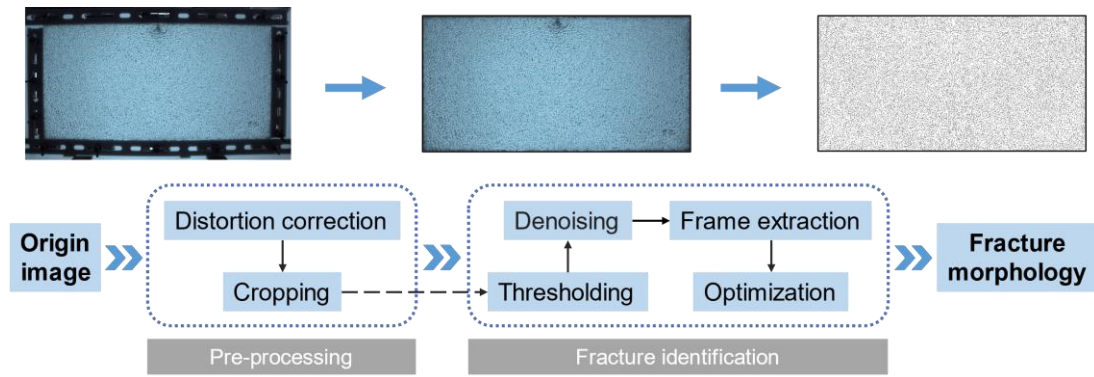 Origin
image
Distortion correction
Cropping
Denoising
Frame extraction
Thresholding
Optimization
Fracture
morphology
Pre-processing
Fracture identification